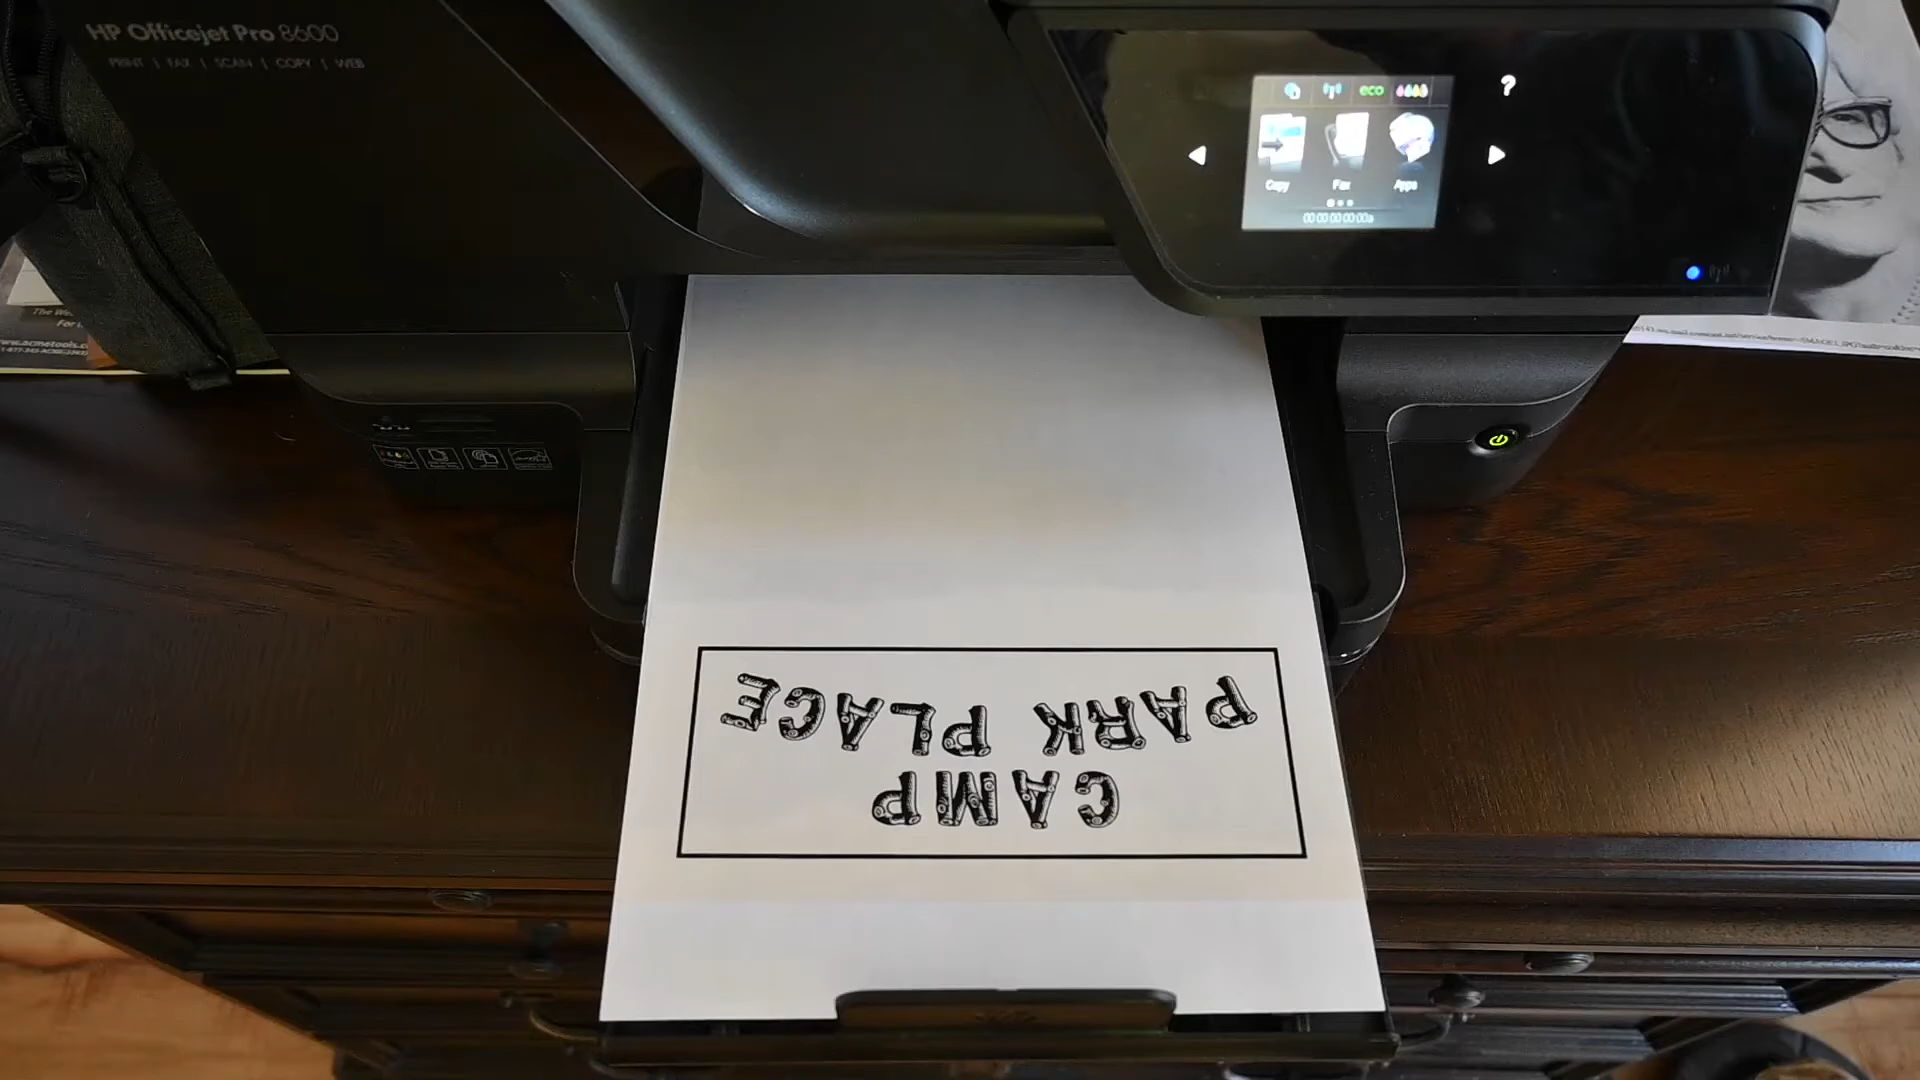 HP Officejet Pro 8600
PRINT | FAX | SCAN | COPY | WEB
eco
?
Copy Fax Apps
CAMP
PARK PLACE